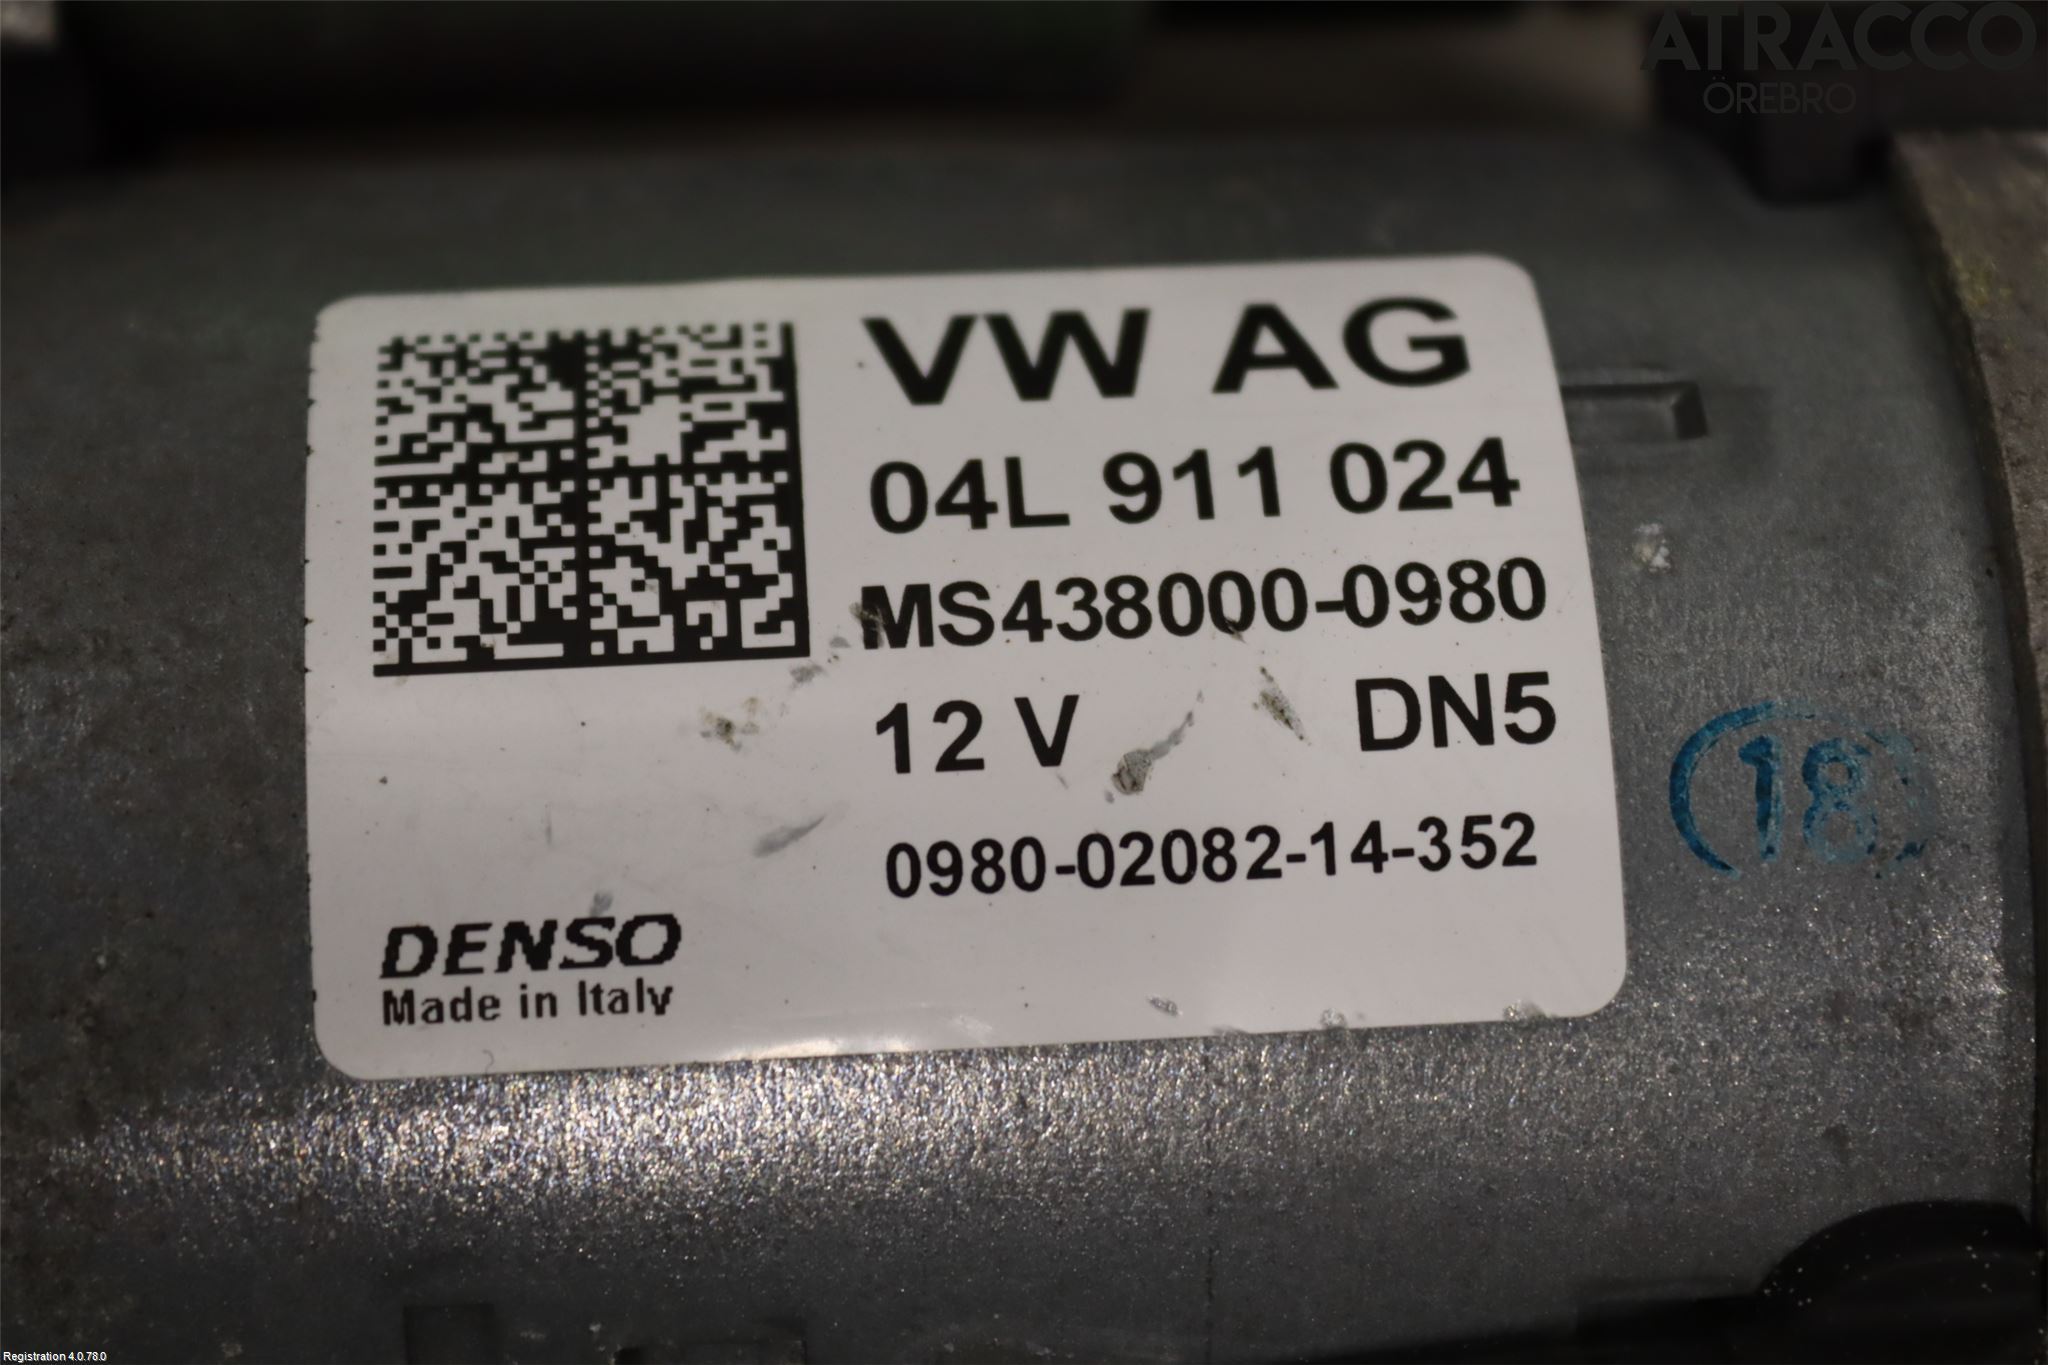 ATRACCO
ÖREBRO
VW AG
04L 911 024
MS438000-0980
12 V DN5
0980-02082-14-352
18
DENSO
Made in Italy
Registration 4.0.78.0